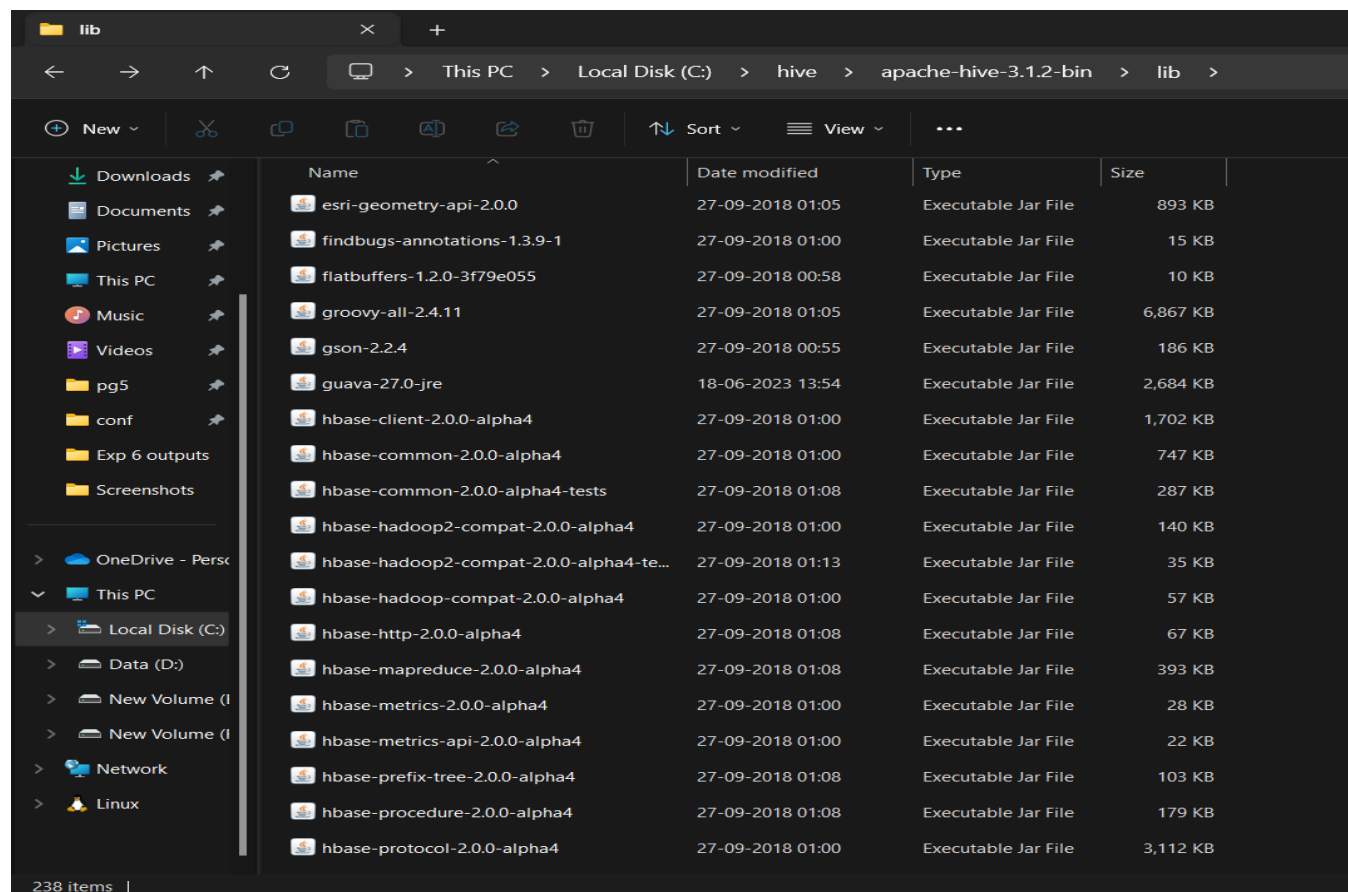 lib
This PC > Local Disk (C:) > hive > apache-hive-3.1.2-bin > lib >
New Sort View
Name Date modified Type Size
Downloads
Documents
Pictures
This PC
Music
Videos
pg5
conf
Exp 6 outputs
Screenshots
OneDrive - Perso
This PC
Local Disk (C:)
Data (D:)
New Volume (
New Volume (
Network
Linux
esri-geometry-api-2.0.0 27-09-2018 01:05 Executable Jar File 893 KB
findbugs-annotations-1.3.9-1 27-09-2018 01:00 Executable Jar File 15 KB
flatbuffers-1.2.0-3f79e055 27-09-2018 00:58 Executable Jar File 10 KB
groovy-all-2.4.11 27-09-2018 01:05 Executable Jar File 6,867 KB
gson-2.2.4 27-09-2018 00:55 Executable Jar File 186 KB
guava-27.0-jre 18-06-2023 13:54 Executable Jar File 2,684 KB
hbase-client-2.0.0-alpha4 27-09-2018 01:00 Executable Jar File 1,702 KB
hbase-common-2.0.0-alpha4 27-09-2018 01:00 Executable Jar File 747 KB
hbase-common-2.0.0-alpha4-tests 27-09-2018 01:08 Executable Jar File 287 KB
hbase-hadoop2-compat-2.0.0-alpha4 27-09-2018 01:00 Executable Jar File 140 KB
hbase-hadoop2-compat-2.0.0-alpha4-te... 27-09-2018 01:13 Executable Jar File 35 KB
hbase-hadoop-compat-2.0.0-alpha4 27-09-2018 01:00 Executable Jar File 57 KB
hbase-http-2.0.0-alpha4 27-09-2018 01:08 Executable Jar File 67 KB
hbase-mapreduce-2.0.0-alpha4 27-09-2018 01:08 Executable Jar File 393 KB
hbase-metrics-2.0.0-alpha4 27-09-2018 01:00 Executable Jar File 28 KB
hbase-metrics-api-2.0.0-alpha4 27-09-2018 01:00 Executable Jar File 22 KB
hbase-prefix-tree-2.0.0-alpha4 27-09-2018 01:08 Executable Jar File 103 KB
hbase-procedure-2.0.0-alpha4 27-09-2018 01:08 Executable Jar File 179 KB
hbase-protocol-2.0.0-alpha4 27-09-2018 01:00 Executable Jar File 3,112 KB
238 items